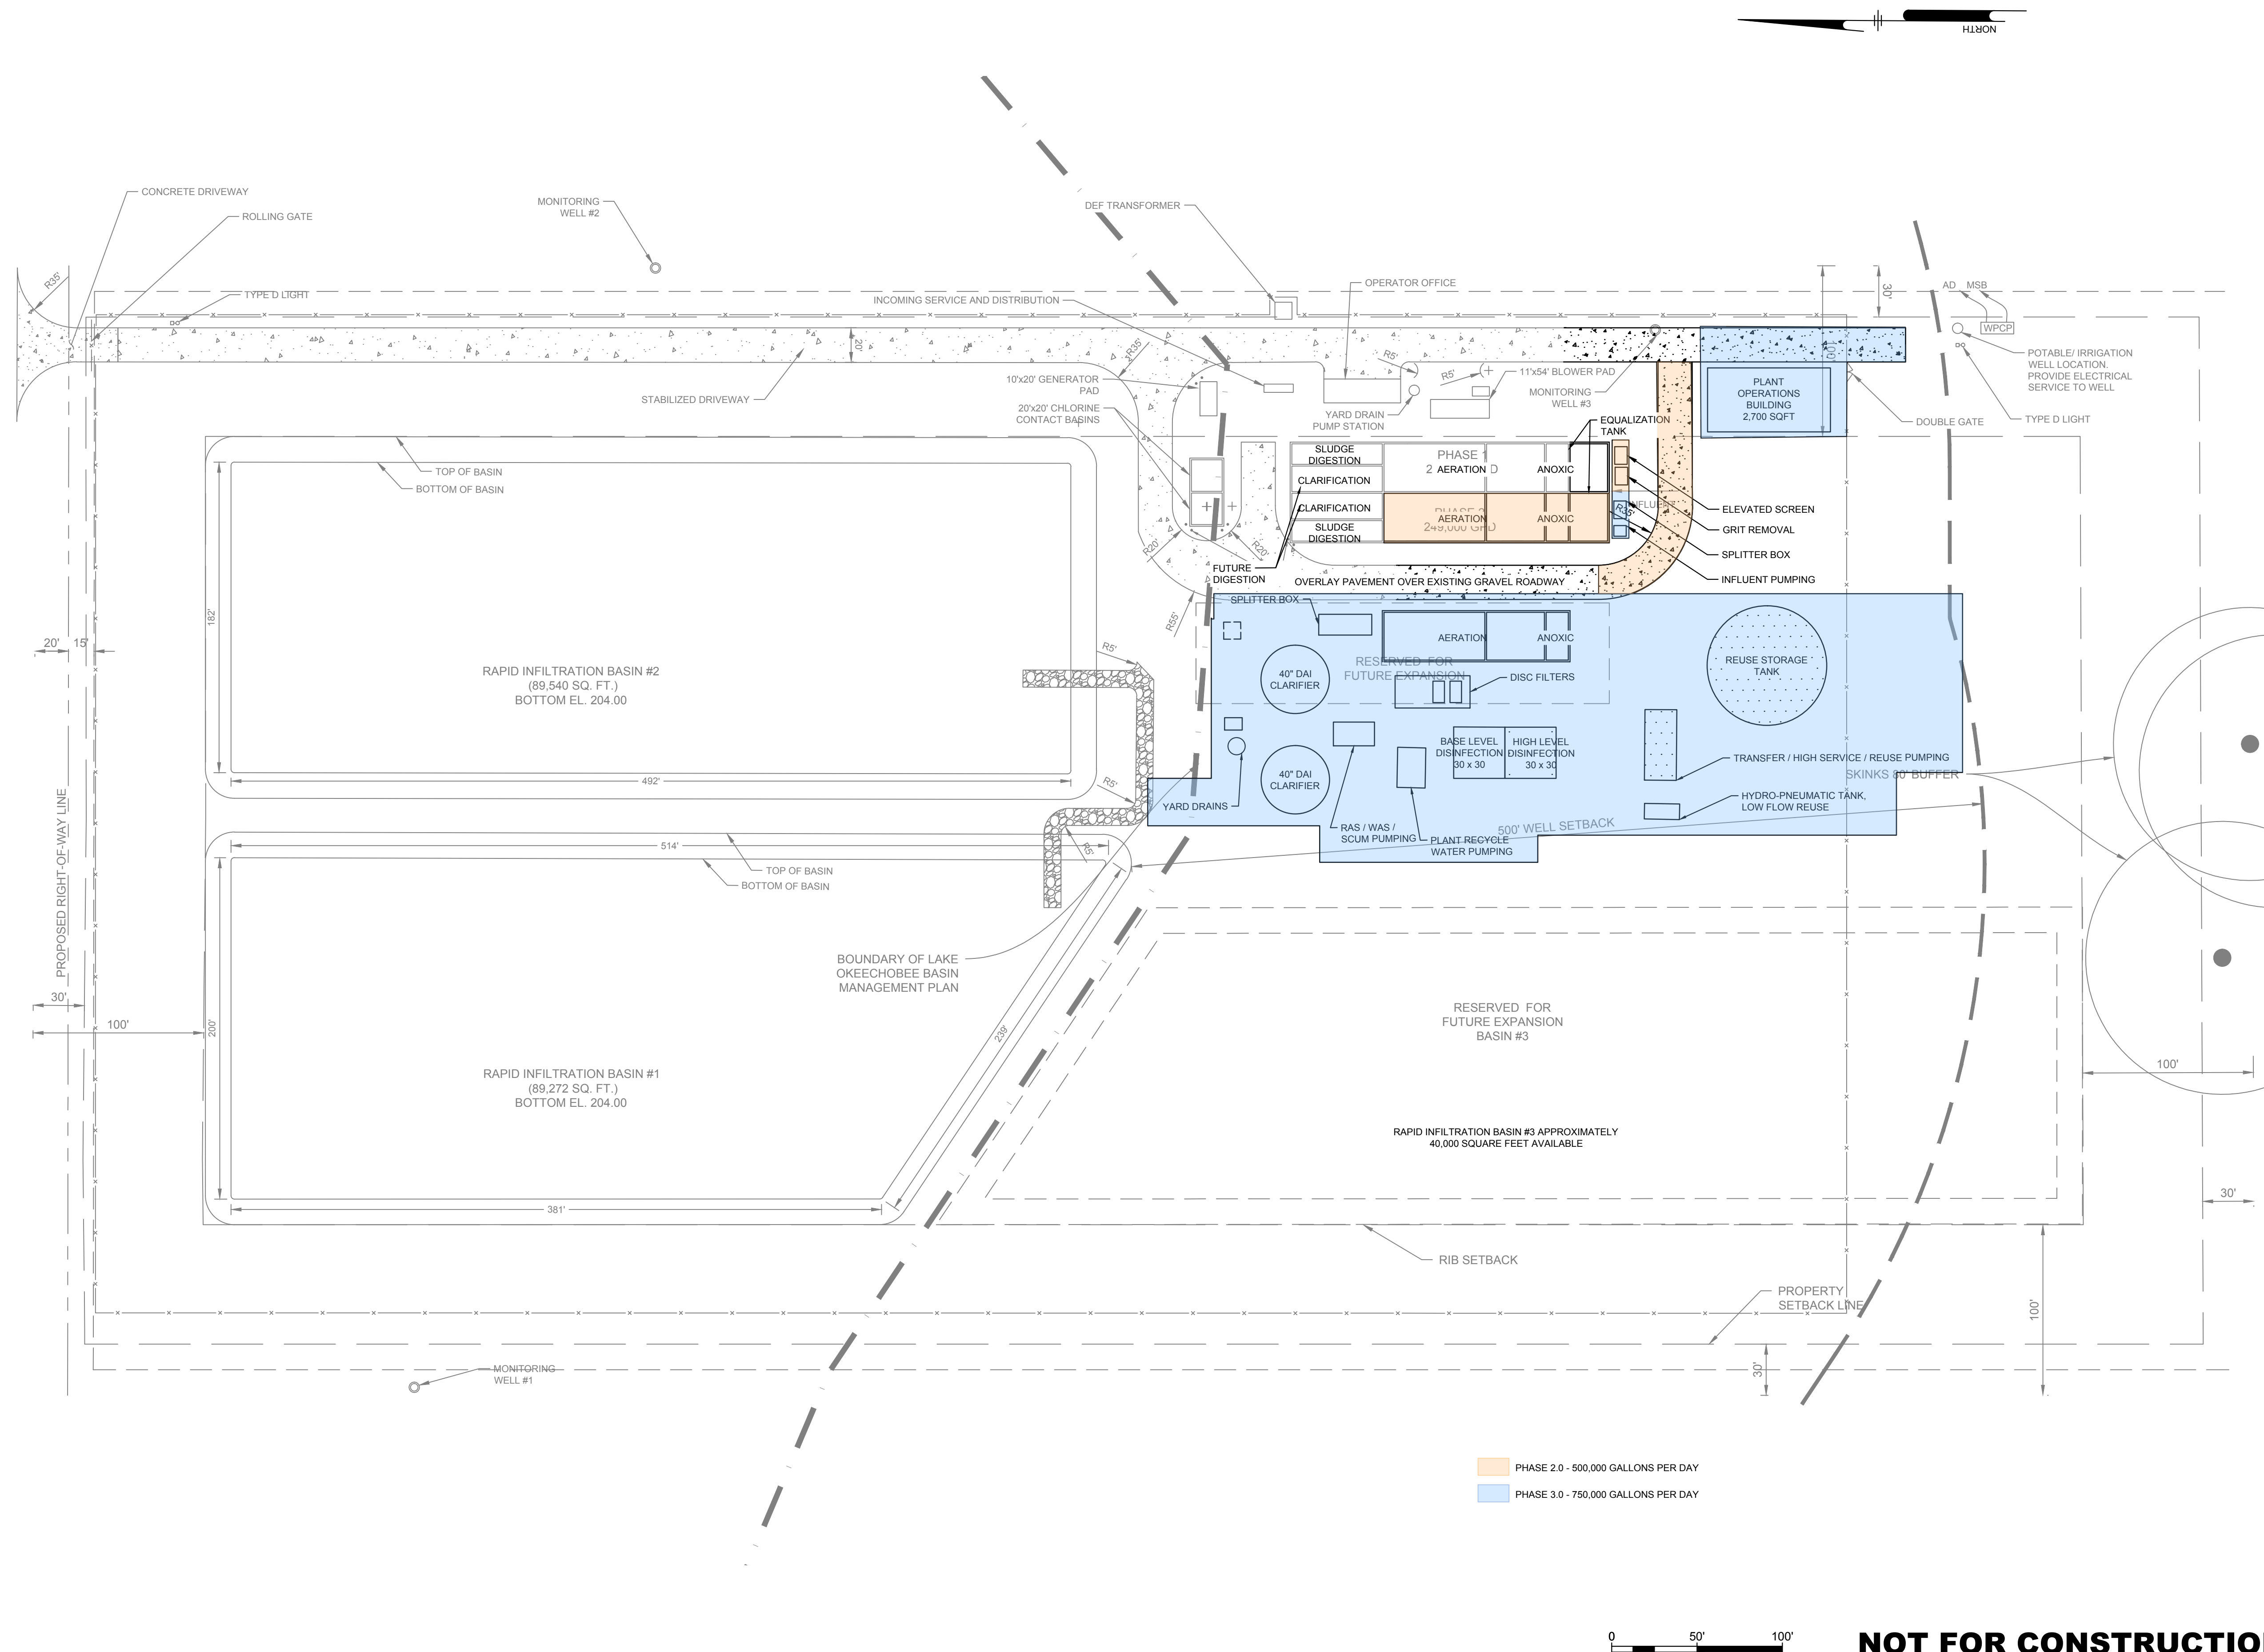 NORTH
CONCRETE DRIVEWAY
ROLLING GATE
MONITORING
WELL #2
DEF TRANSFORMER
R35'
TYPE D LIGHT
INCOMING SERVICE AND DISTRIBUTION
OPERATOR OFFICE
30'
AD
MSB
WPCP
POTABLE/ IRRIGATION
WELL LOCATION.
PROVIDE ELECTRICAL
SERVICE TO WELL
TYPE D LIGHT
DOUBLE GATE
20'
R35'
R5'
R5'
100'
10'x20' GENERATOR
PAD
20'x20' CHLORINE
CONTACT BASINS
STABILIZED DRIVEWAY
YARD DRAIN
PUMP STATION
11'x54' BLOWER PAD
MONITORING
WELL #3
EQUALIZATION
TANK
PLANT
OPERATIONS
BUILDING
2,700 SQFT
TOP OF BASIN
BOTTOM OF BASIN
SLUDGE
DIGESTION
CLARIFICATION
CLARIFICATION
SLUDGE
DIGESTION
PHASE 1
AERATION
ANOXIC
AERATION
ANOXIC
249,000 GPD
R35'
ELEVATED SCREEN
GRIT REMOVAL
SPLITTER BOX
INFLUENT PUMPING
R20'
R20'
FUTURE
DIGESTION
OVERLAY PAVEMENT OVER EXISTING GRAVEL ROADWAY
R55'
SPLITTER BOX
AERATION
ANOXIC
RESERVED FOR
FUTURE EXPANSION
DISC FILTERS
REUSE STORAGE
TANK
40" DAI
CLARIFIER
40" DAI
CLARIFIER
182'
20'
15'
R5'
RAPID INFILTRATION BASIN #2
(89,540 SQ. FT.)
BOTTOM EL. 204.00
492'
R5'
BASE LEVEL
DISINFECTION
30 x 30
HIGH LEVEL
DISINFECTION
30 x 30
TRANSFER / HIGH SERVICE / REUSE PUMPING
SKINKS 80' BUFFER
YARD DRAINS
HYDRO-PNEUMATIC TANK,
LOW FLOW REUSE
RAS / WAS /
SCUM PUMPING
PLANT RECYCLE
WATER PUMPING
500' WELL SETBACK
R5'
514'
TOP OF BASIN
BOTTOM OF BASIN
PROPOSED RIGHT-OF-WAY LINE
BOUNDARY OF LAKE
OKEECHOBEE BASIN
MANAGEMENT PLAN
30'
100'
200'
239'
RESERVED FOR
FUTURE EXPANSION
BASIN #3
RAPID INFILTRATION BASIN #1
(89,272 SQ. FT.)
BOTTOM EL. 204.00
100'
RAPID INFILTRATION BASIN #3 APPROXIMATELY
40,000 SQUARE FEET AVAILABLE
381'
30'
RIB SETBACK
PROPERTY
SETBACK LINE
100'
30'
MONITORING
WELL #1
PHASE 2.0 - 500,000 GALLONS PER DAY
PHASE 3.0 - 750,000 GALLONS PER DAY
0
50'
100'
NOT FOR CONSTRUCTION